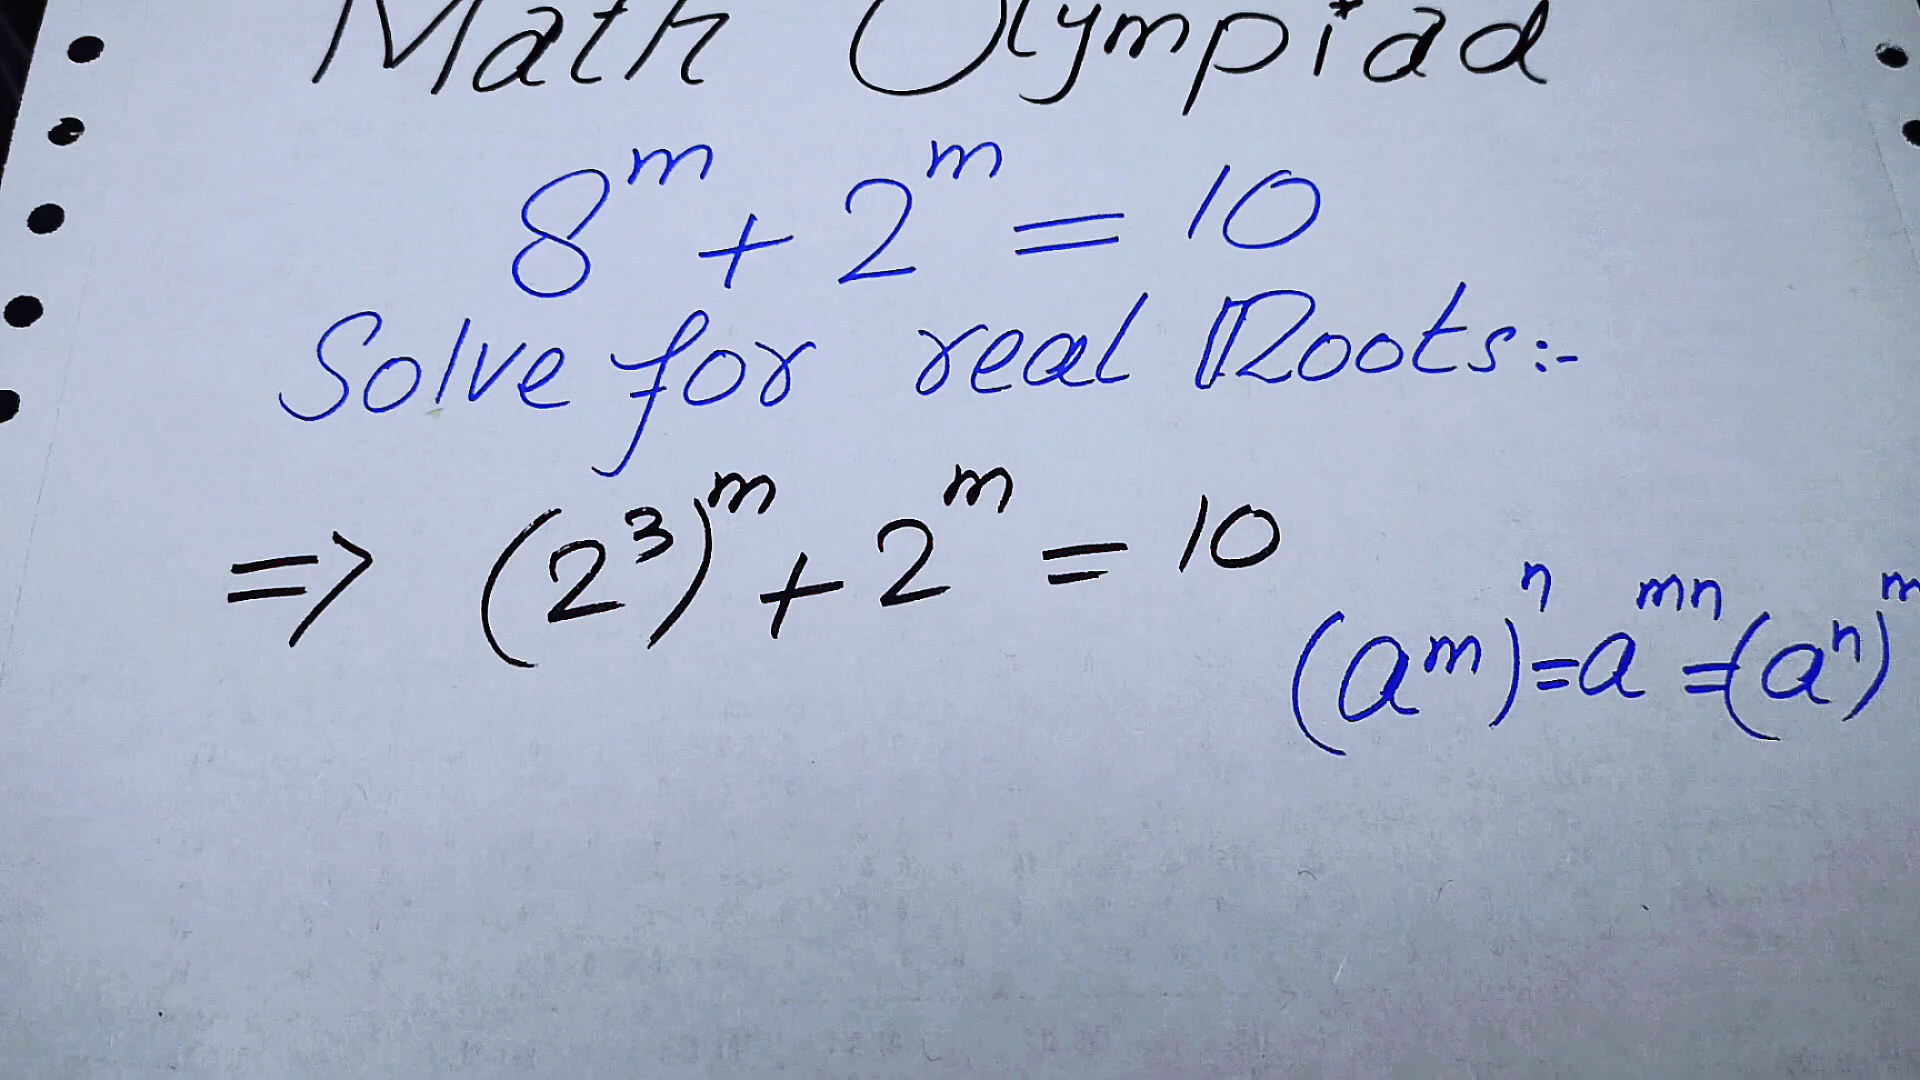 Math Olympiad
8^m + 2^m = 10
Solve for real Roots:-
=> (2^3)^m + 2^m = 10
(a^m)^n = a^mn = (a^n)^m